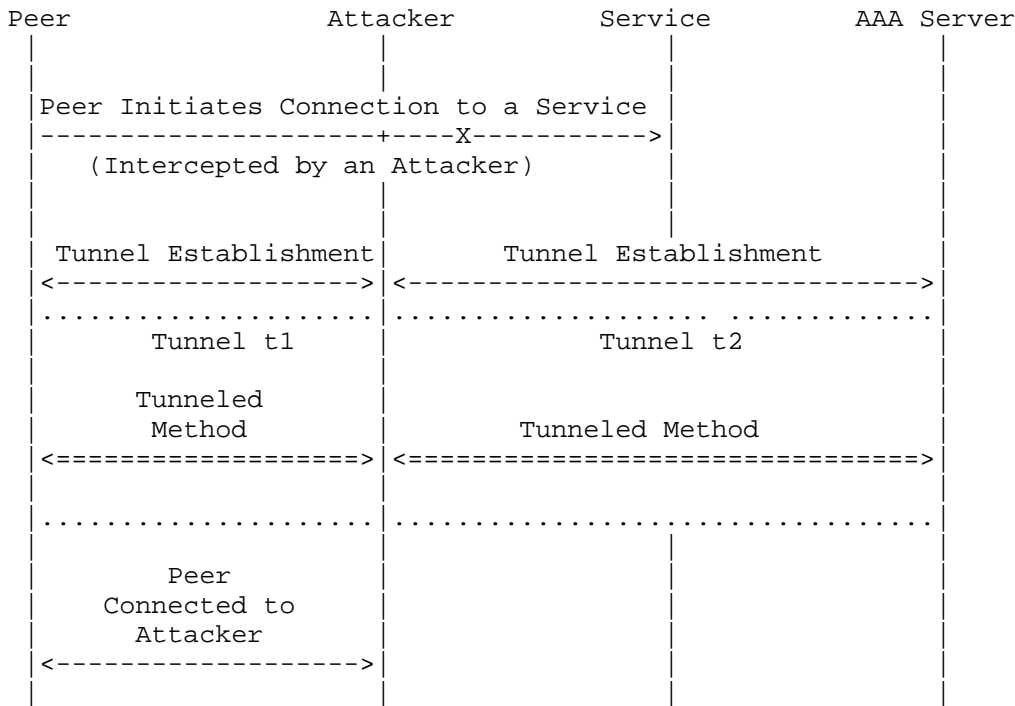 Peer Attacker Service AAA Server
Peer Initiates Connection to a Service
---------------------+----X----------->
(Intercepted by an Attacker)
Tunnel Establishment Tunnel Establishment
<-------------------> <-------------------------------->
..................... .................... .............
Tunnel t1 Tunnel t2
Tunneled
Method Tunneled Method
<===================> <================================>
..................... ..................................
Peer
Connected to
Attacker
<------------------->